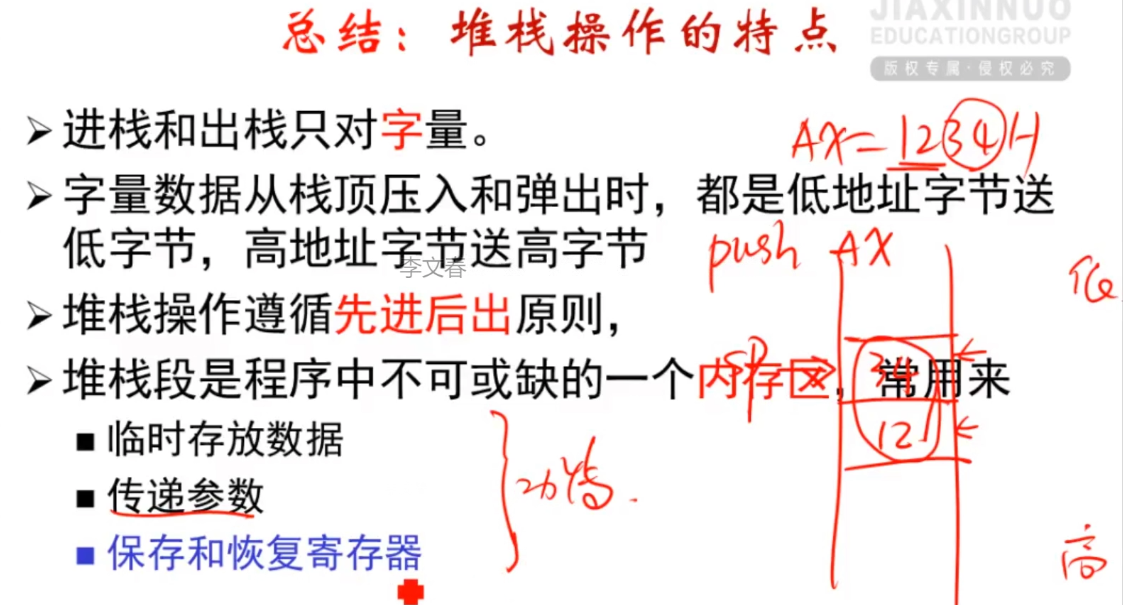 总结：堆栈操作的特点
JIAXINNUO
EDUCATIONGROUP
版权专属·侵权必究
➢ 进栈和出栈只对字量。
AX=1234H
➢ 字量数据从栈顶压入和弹出时，都是低地址字节送
低字节，高地址字节送高字节
李文春
push AX
低
➢ 堆栈操作遵循先进后出原则，
➢ 堆栈段是程序中不可或缺的一个内存区，常用来
SP
34
12
■ 临时存放数据
■ 传递参数
功能.
■ 保存和恢复寄存器
高